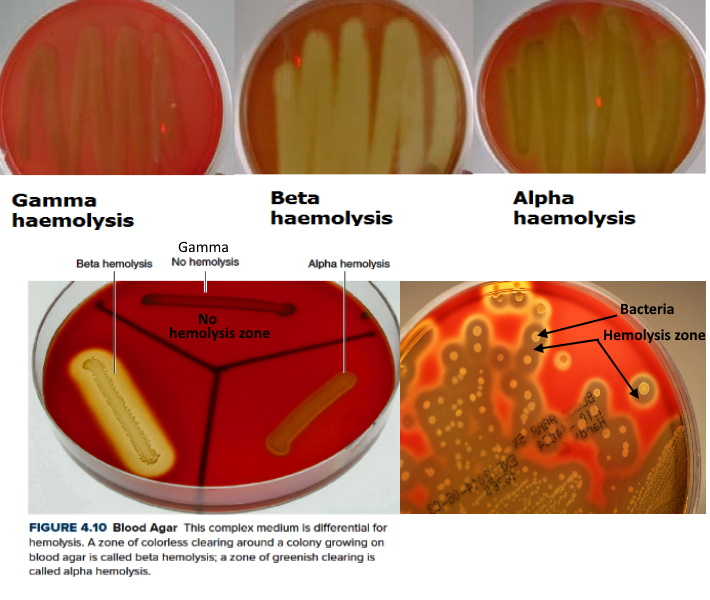 Gamma
haemolysis
Beta
haemolysis
Alpha
haemolysis
Gamma
Beta hemolysis
No hemolysis
Alpha hemolysis
No
hemolysis zone
Bacteria
Hemolysis zone
FIGURE 4.10 Blood Agar This complex medium is differential for
hemolysis. A zone of colorless clearing around a colony growing on
blood agar is called beta hemolysis; a zone of greenish clearing is
called alpha hemolysis.